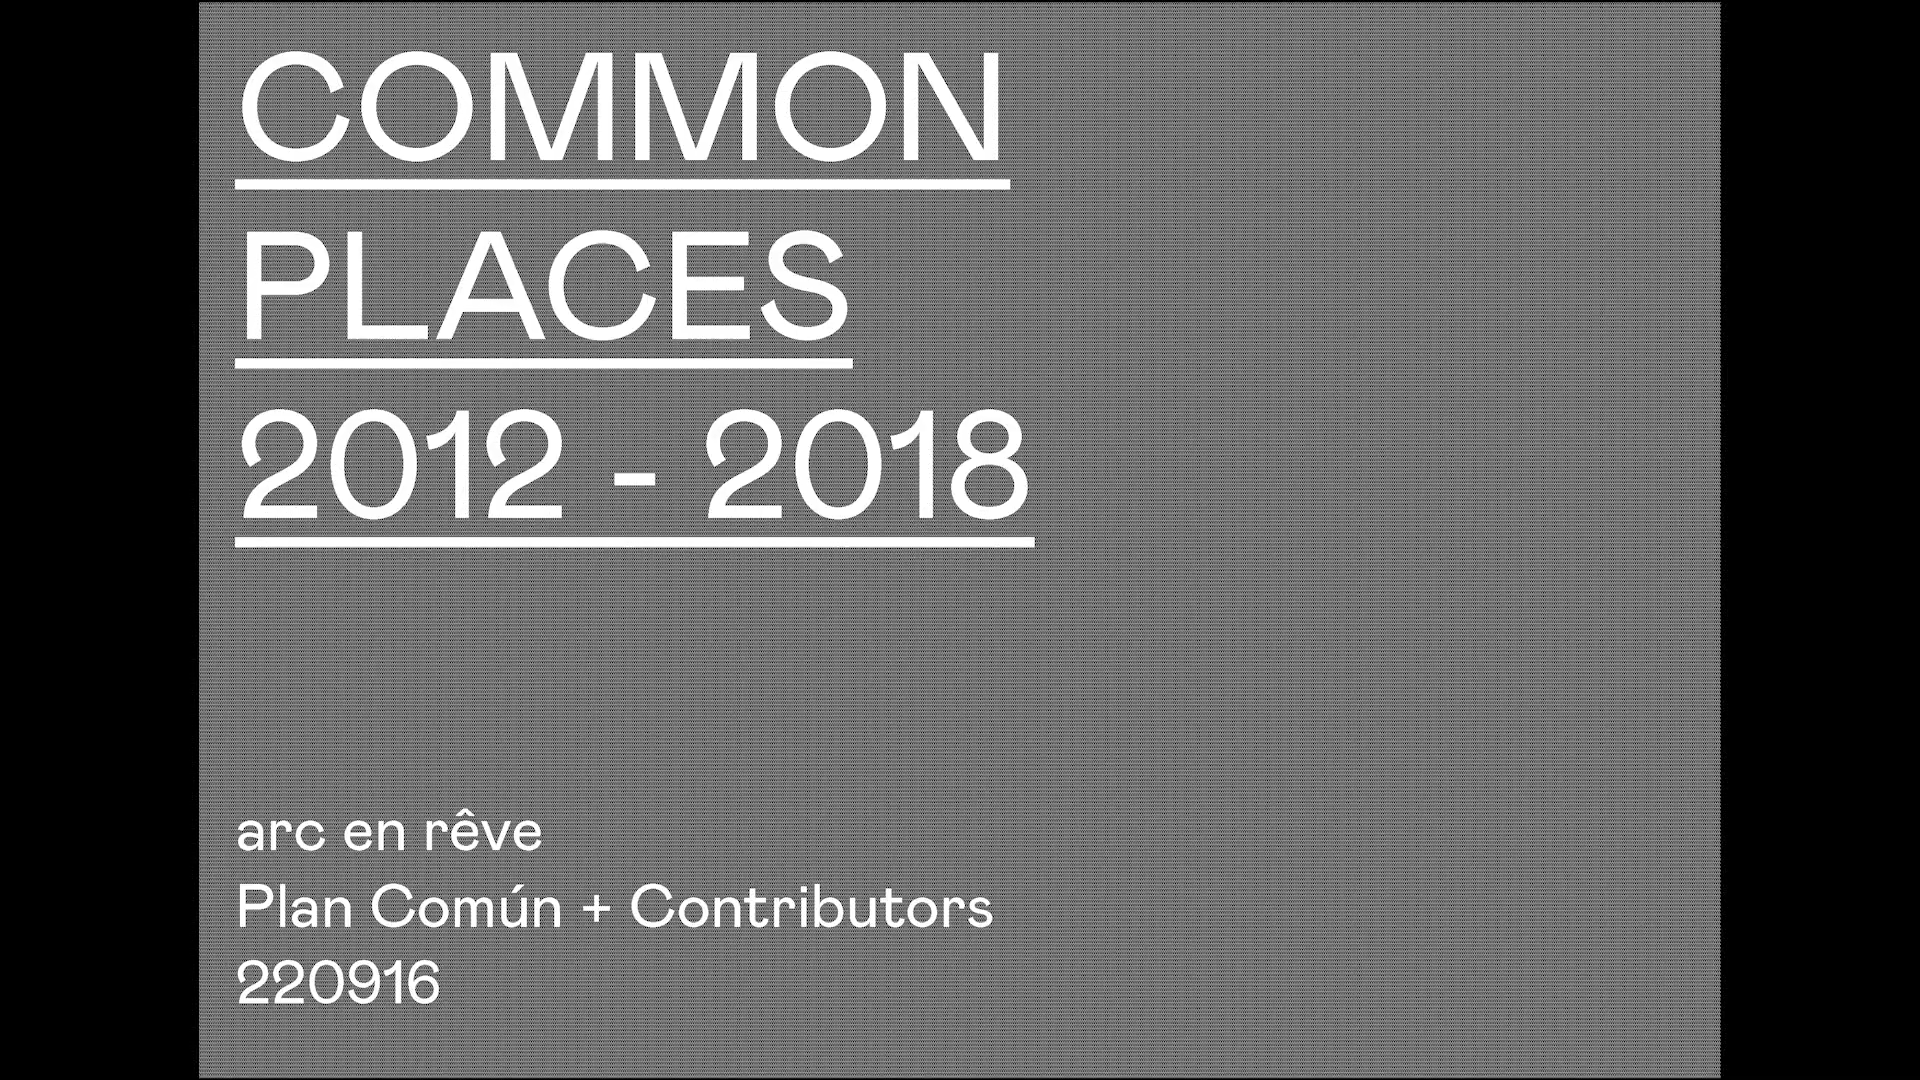 COMMON
PLACES
2012 - 2018
arc en rêve
Plan Común + Contributors
220916